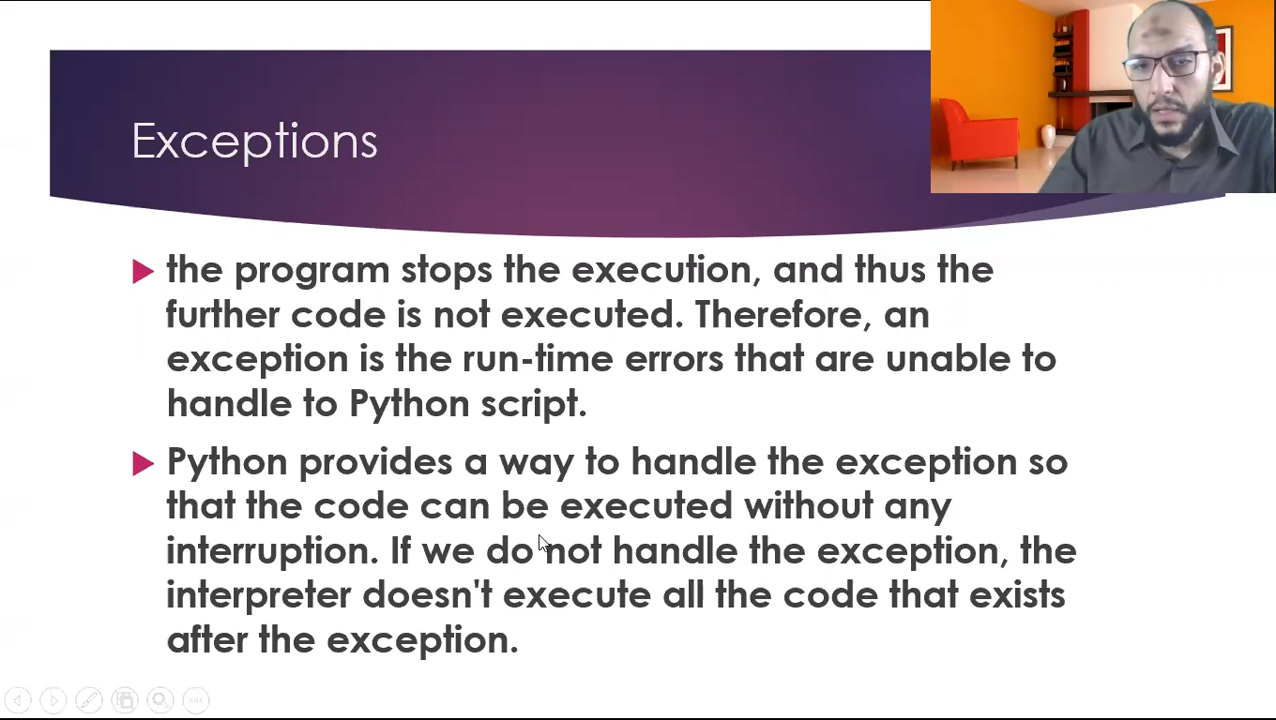 Exceptions
the program stops the execution, and thus the
further code is not executed. Therefore, an
exception is the run-time errors that are unable to
handle to Python script.
Python provides a way to handle the exception so
that the code can be executed without any
interruption. If we do not handle the exception, the
interpreter doesn't execute all the code that exists
after the exception.